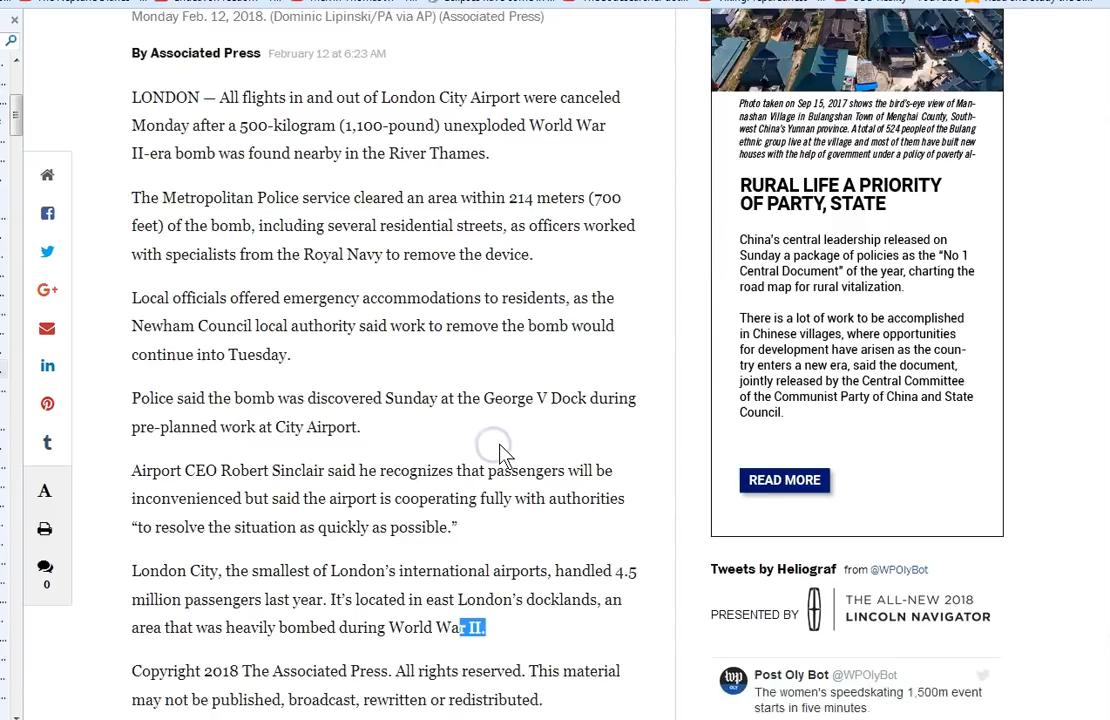 Monday Feb. 12, 2018. (Dominic Lipinski/PA via AP) (Associated Press)
By Associated Press February 12 at 6:23 AM
LONDON — All flights in and out of London City Airport were canceled
Monday after a 500-kilogram (1,100-pound) unexploded World War
II-era bomb was found nearby in the River Thames.
The Metropolitan Police service cleared an area within 214 meters (700
feet) of the bomb, including several residential streets, as officers worked
with specialists from the Royal Navy to remove the device.
Local officials offered emergency accommodations to residents, as the
Newham Council local authority said work to remove the bomb would
continue into Tuesday.
Police said the bomb was discovered Sunday at the George V Dock during
pre-planned work at City Airport.
Airport CEO Robert Sinclair said he recognizes that passengers will be
inconvenienced but said the airport is cooperating fully with authorities
“to resolve the situation as quickly as possible.”
London City, the smallest of London’s international airports, handled 4.5
million passengers last year. It’s located in east London’s docklands, an
area that was heavily bombed during World War II.
Copyright 2018 The Associated Press. All rights reserved. This material
may not be published, broadcast, rewritten or redistributed.
G+
in
t
A
0
Photo taken on Sep 15, 2017 shows the bird's-eye view of Man-
nashan Village in Bulangshan Town of Menghai County, South-
west China's Yunnan province. A total of 524 people of the Bulang
ethnic group live at the village and most of them have built new
houses with the help of government under a policy of poverty al-
RURAL LIFE A PRIORITY
OF PARTY, STATE
China's central leadership released on
Sunday a package of policies as the “No 1
Central Document” of the year, charting the
road map for rural vitalization.
There is a lot of work to be accomplished
in Chinese villages, where opportunities
for development have arisen as the coun-
try enters a new era, said the document,
jointly released by the Central Committee
of the Communist Party of China and State
Council.
READ MORE
Tweets by Heliograf from @WPOlyBot
PRESENTED BY
THE ALL-NEW 2018
LINCOLN NAVIGATOR
wp
OLY
Post Oly Bot @WPOlyBot
The women's speedskating 1,500m event
starts in five minutes.